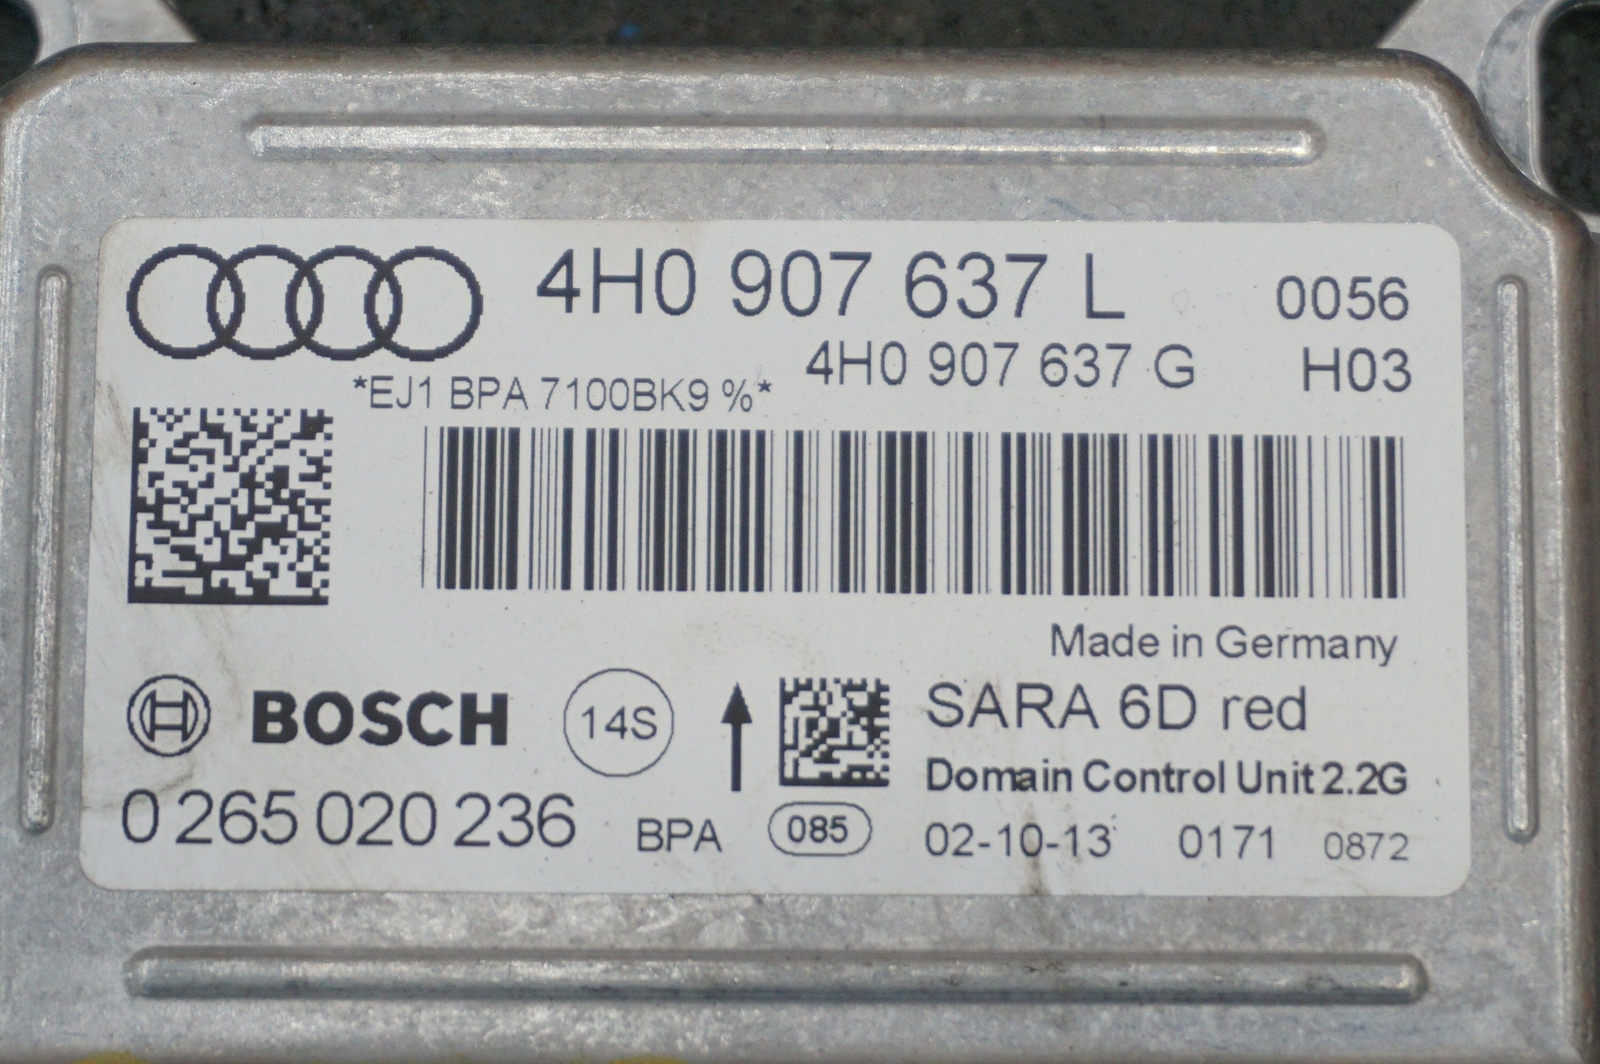 4H0 907 637 L 0056
4H0 907 637 G H03
*EJ1 BPA 7100BK9 %*
Made in Germany
BOSCH 14S SARA 6D red
Domain Control Unit 2.2G
0 265 020 236 BPA 085 02-10-13 0171 0872